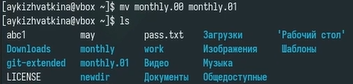 [aykizhvatkina@vbox ~]$ mv monthly.00 monthly.01
[aykizhvatkina@vbox ~]$ ls
abc1 may pass.txt Загрузки 'Рабочий стол'
Downloads monthly work Изображения Шаблоны
git-extended monthly.01 Видео Музыка
LICENSE newdir Документы Общедоступные